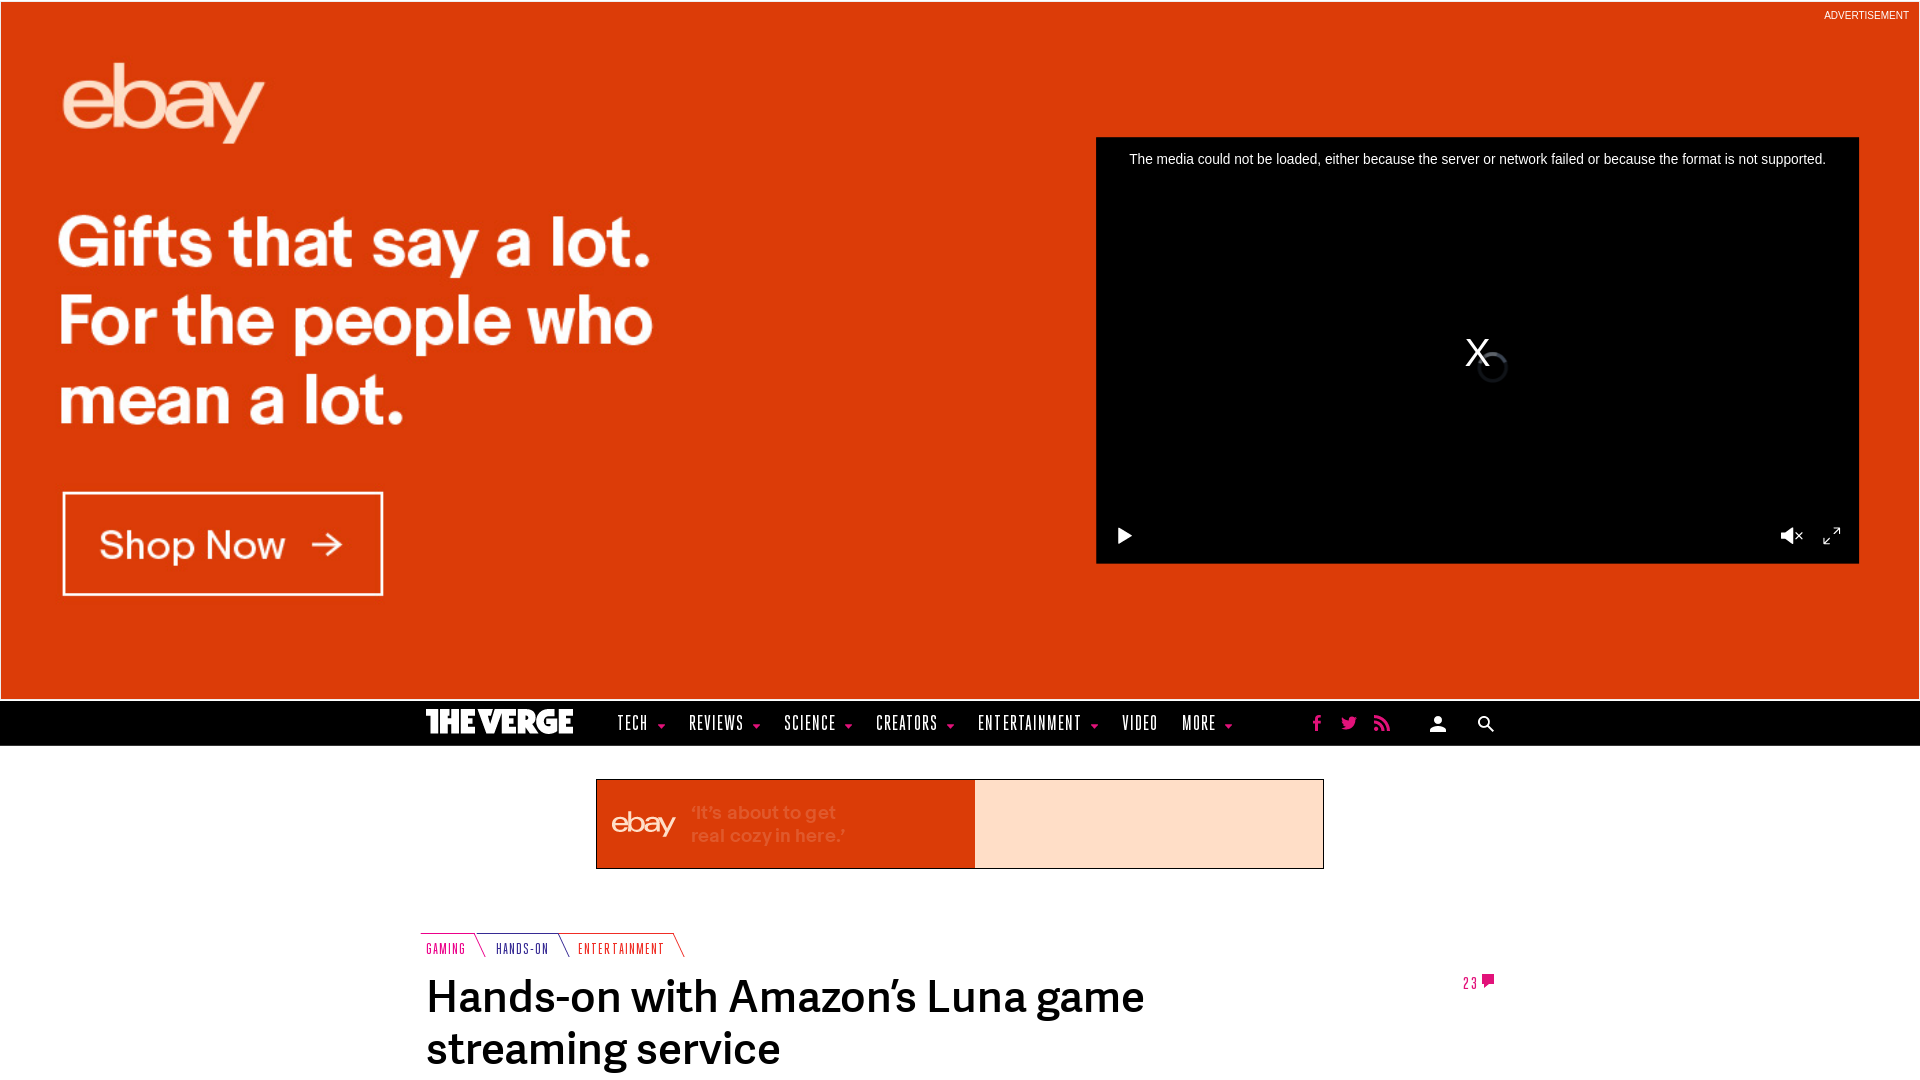 ADVERTISEMENT
ebay
Gifts that say a lot.
For the people who
mean a lot.
Shop Now →
The media could not be loaded, either because the server or network failed or because the format is not supported.
X
THE VERGE TECH REVIEWS SCIENCE CREATORS ENTERTAINMENT VIDEO MORE
ebay
‘It’s about to get
real cozy in here.’
GAMING HANDS-ON ENTERTAINMENT
Hands-on with Amazon’s Luna game
streaming service
23